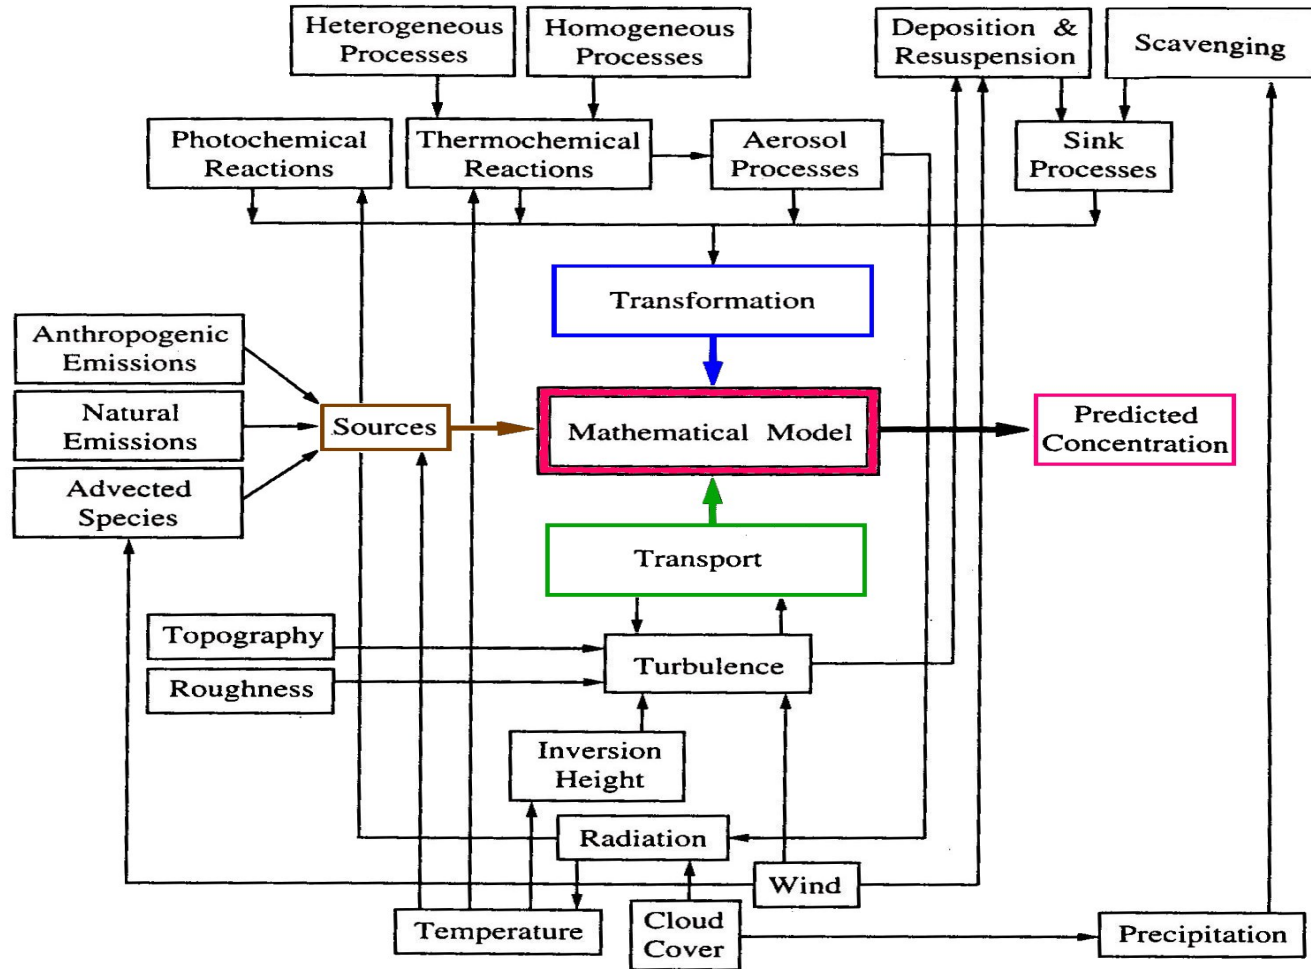 Heterogeneous
Processes
Homogeneous
Processes
Deposition &
Resuspension
Scavenging
Photochemical
Reactions
Thermochemical
Reactions
Aerosol
Processes
Sink
Processes
Transformation
Anthropogenic
Emissions
Natural
Emissions
Advected
Species
Sources
Mathematical Model
Predicted
Concentration
Transport
Topography
Roughness
Turbulence
Inversion
Height
Radiation
Wind
Temperature
Cloud
Cover
Precipitation